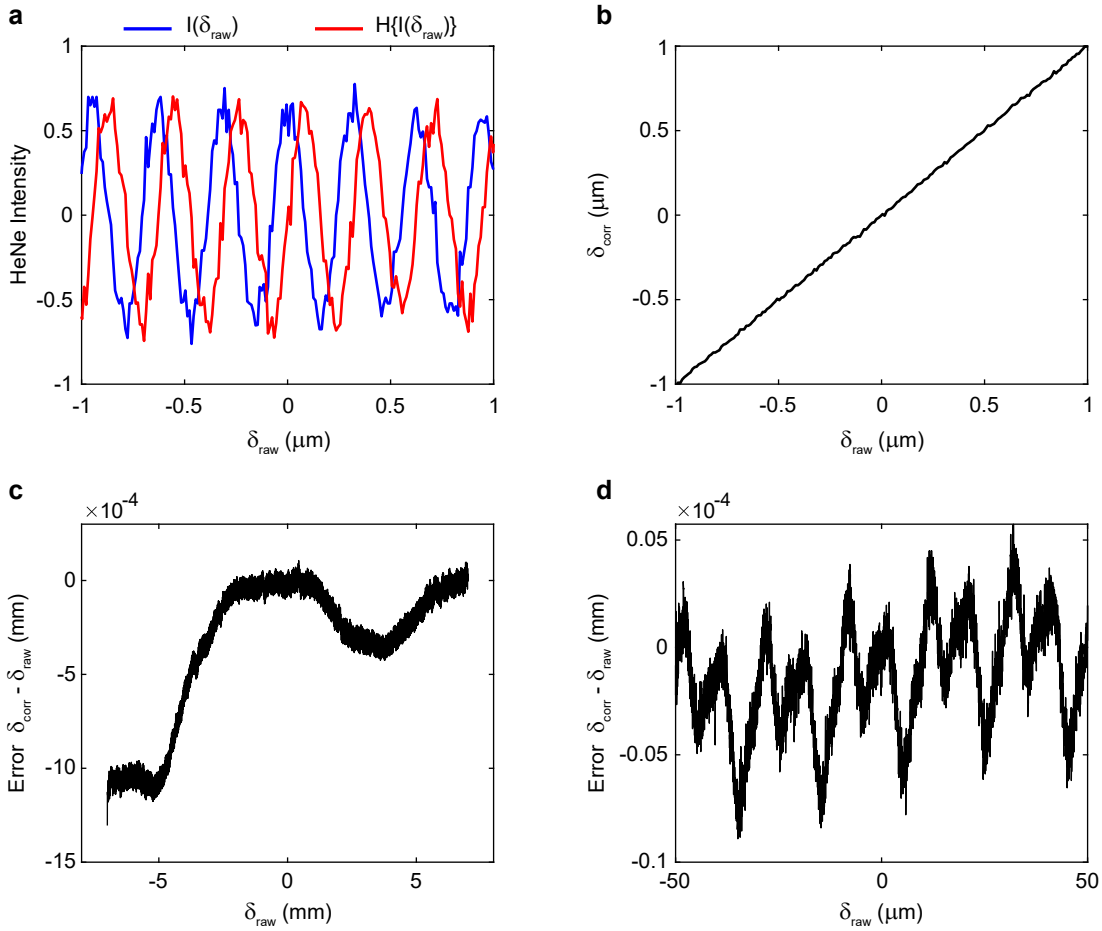 a
I(δraw)
H{I(δraw)}
1
0.5
0
-0.5
-1
HeNe Intensity
-1 -0.5 0 0.5 1
δraw (μm)
b
1
0.5
0
-0.5
-1
δcorr (μm)
-1 -0.5 0 0.5 1
δraw (μm)
c
×10-4
0
-5
-10
-15
Error δcorr - δraw (mm)
-5 0 5
δraw (mm)
d
×10-4
0.05
0
-0.05
-0.1
Error δcorr - δraw (mm)
-50 0 50
δraw (μm)